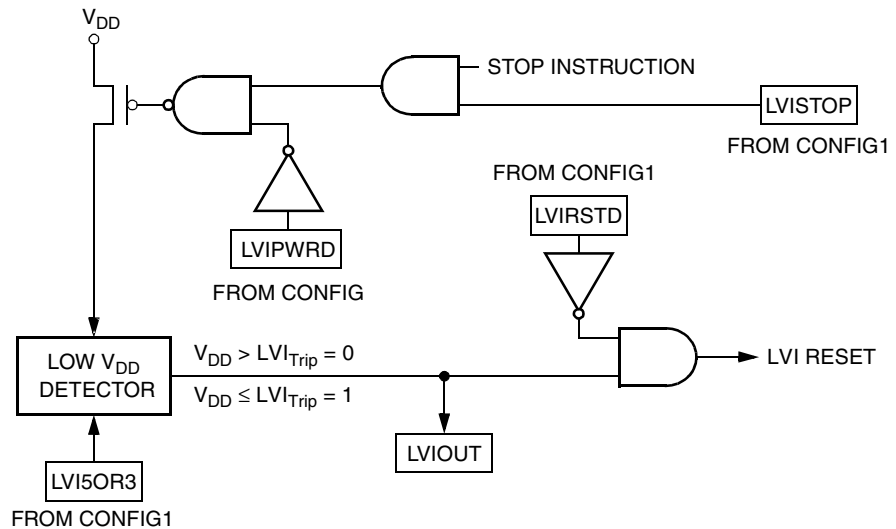 VDD
STOP INSTRUCTION
LVISTOP
FROM CONFIG1
FROM CONFIG1
LVIRSTD
LVIPWRD
FROM CONFIG
LOW VDD
DETECTOR
VDD > LVITrip = 0
VDD ≤ LVITrip = 1
LVI RESET
LVIOUT
LVI5OR3
FROM CONFIG1